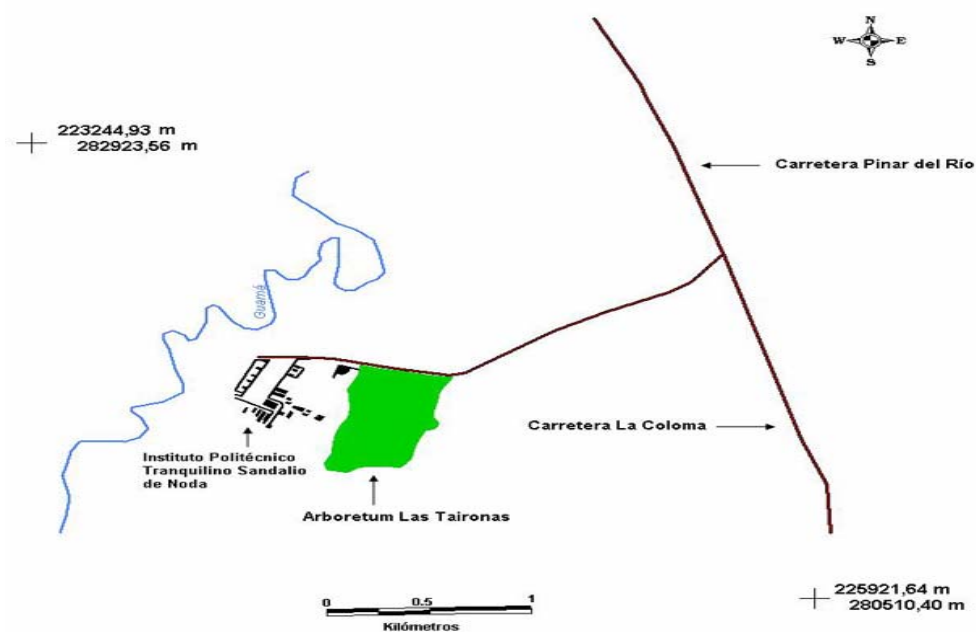 N
W E
S
223244,93 m
282923,56 m
Carretera Pinar del Río
Guamá
Carretera La Coloma
Instituto Politécnico
Tranquilino Sandalio
de Noda
Arboretum Las Taironas
225921,64 m
280510,40 m
0 0.5 1
Kilómetros